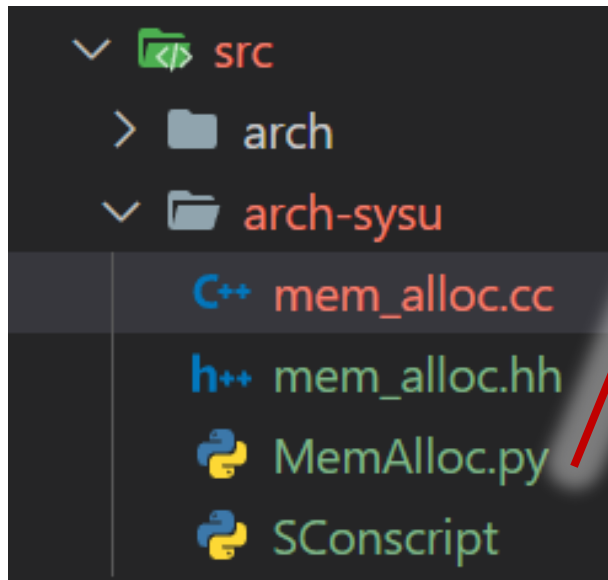 src
arch
arch-sysu
C++ mem_alloc.cc
h++ mem_alloc.hh
MemAlloc.py
SConscript